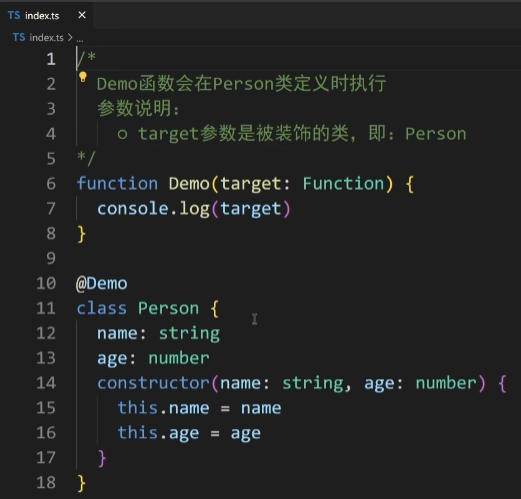 TS index.ts ×
TS index.ts > ...
1 /*
2 Demo函数会在Person类定义时执行
3 参数说明：
4 ○ target参数是被装饰的类，即：Person
5 */
6 function Demo(target: Function) {
7 console.log(target)
8 }
9
10 @Demo
11 class Person {
12 name: string
13 age: number
14 constructor(name: string, age: number) {
15 this.name = name
16 this.age = age
17 }
18 }